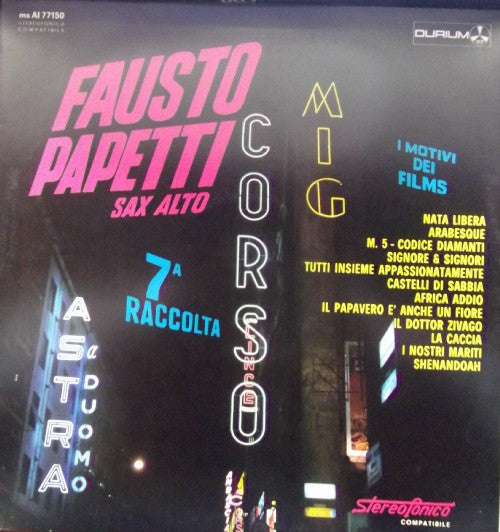 ms AI 77150
STEREOFONICO
COMPATIBILE
DURIUM
FAUSTO
PAPETTI
SAX ALTO
CORSO
MIG
I MOTIVI
DEI
FILMS
NATA LIBERA
ARABESQUE
M. 5 - CODICE DIAMANTI
SIGNORE & SIGNORI
TUTTI INSIEME APPASSIONATAMENTE
CASTELLI DI SABBIA
AFRICA ADDIO
IL PAPAVERO E' ANCHE UN FIORE
IL DOTTOR ZIVAGO
LA CACCIA
I NOSTRI MARITI
SHENANDOAH
7A
RACCOLTA
ASTRA
al DUOMO
Stereofonico
COMPATIBILE